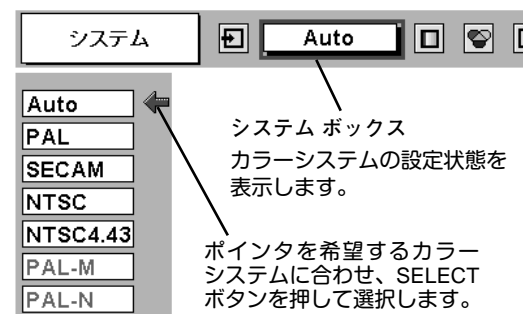 システム
Auto
Auto
PAL
SECAM
NTSC
NTSC4.43
PAL-M
PAL-N
システム ボックス
カラーシステムの設定状態を
表示します。
ポインタを希望するカラー
システムに合わせ、SELECT
ボタンを押して選択します。